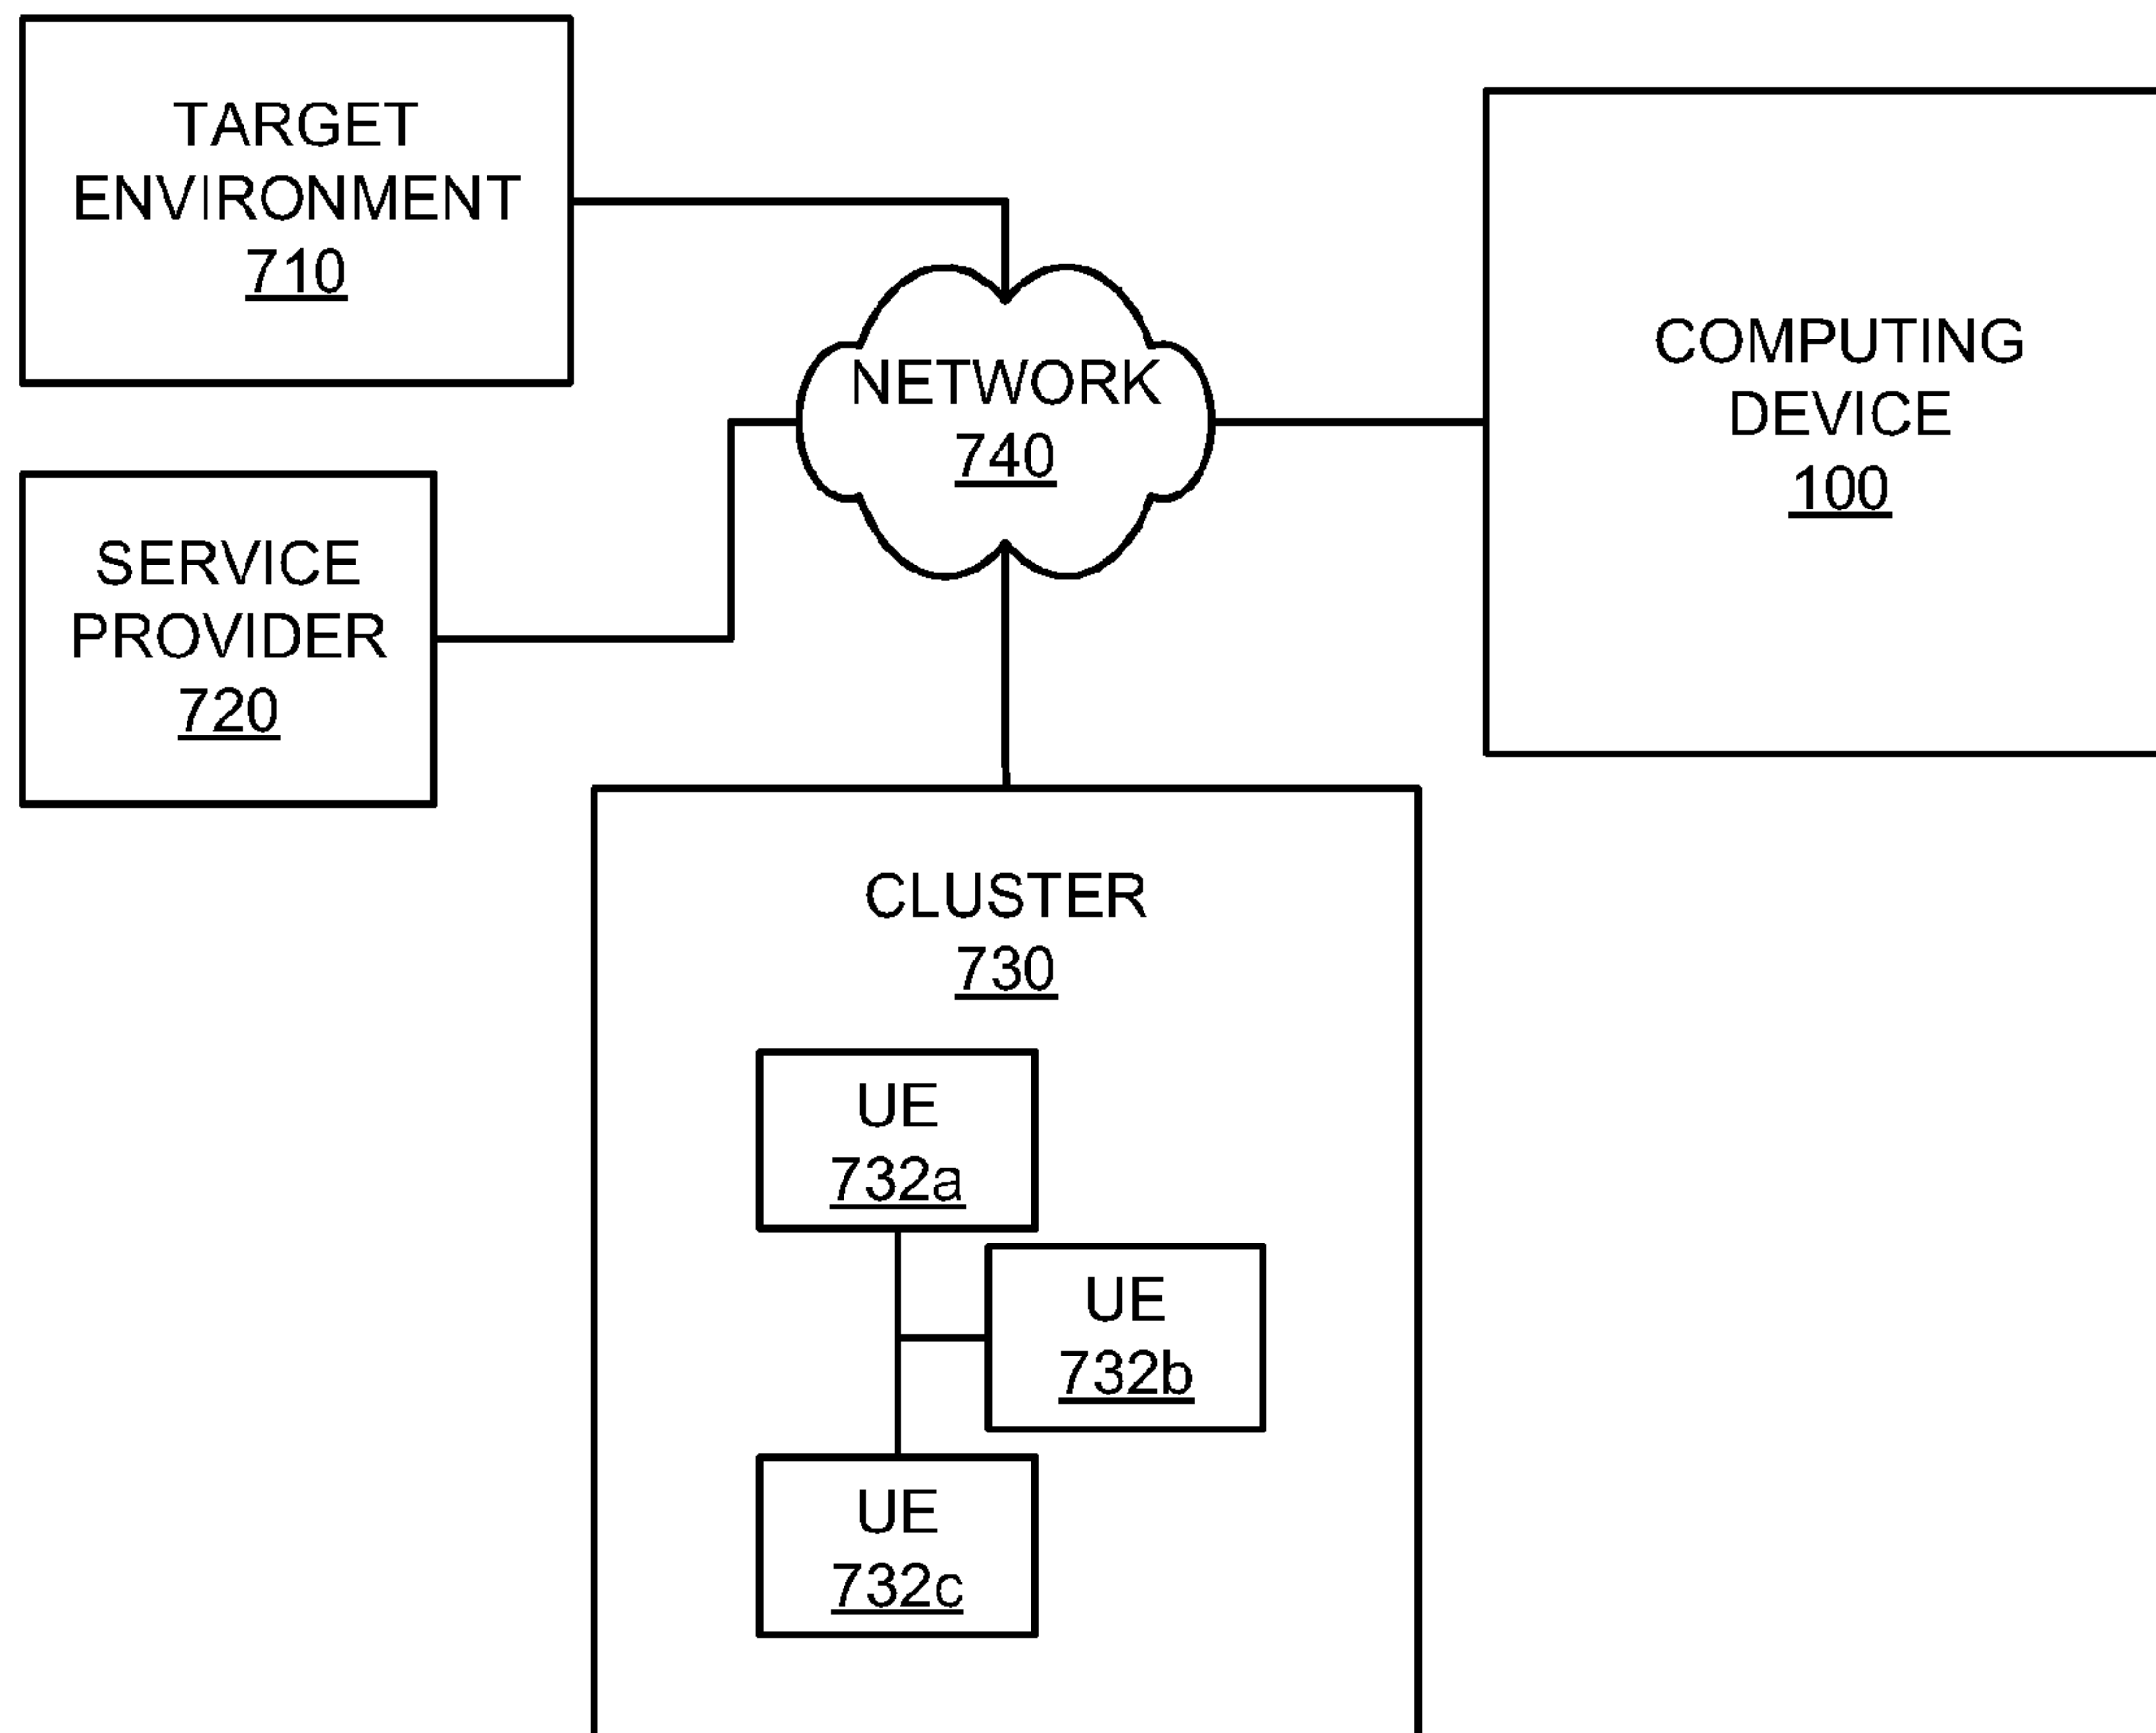 TARGET
ENVIRONMENT
710
NETWORK
740
COMPUTING
DEVICE
100
SERVICE
PROVIDER
720
CLUSTER
730
UE
732a
UE
732b
UE
732c